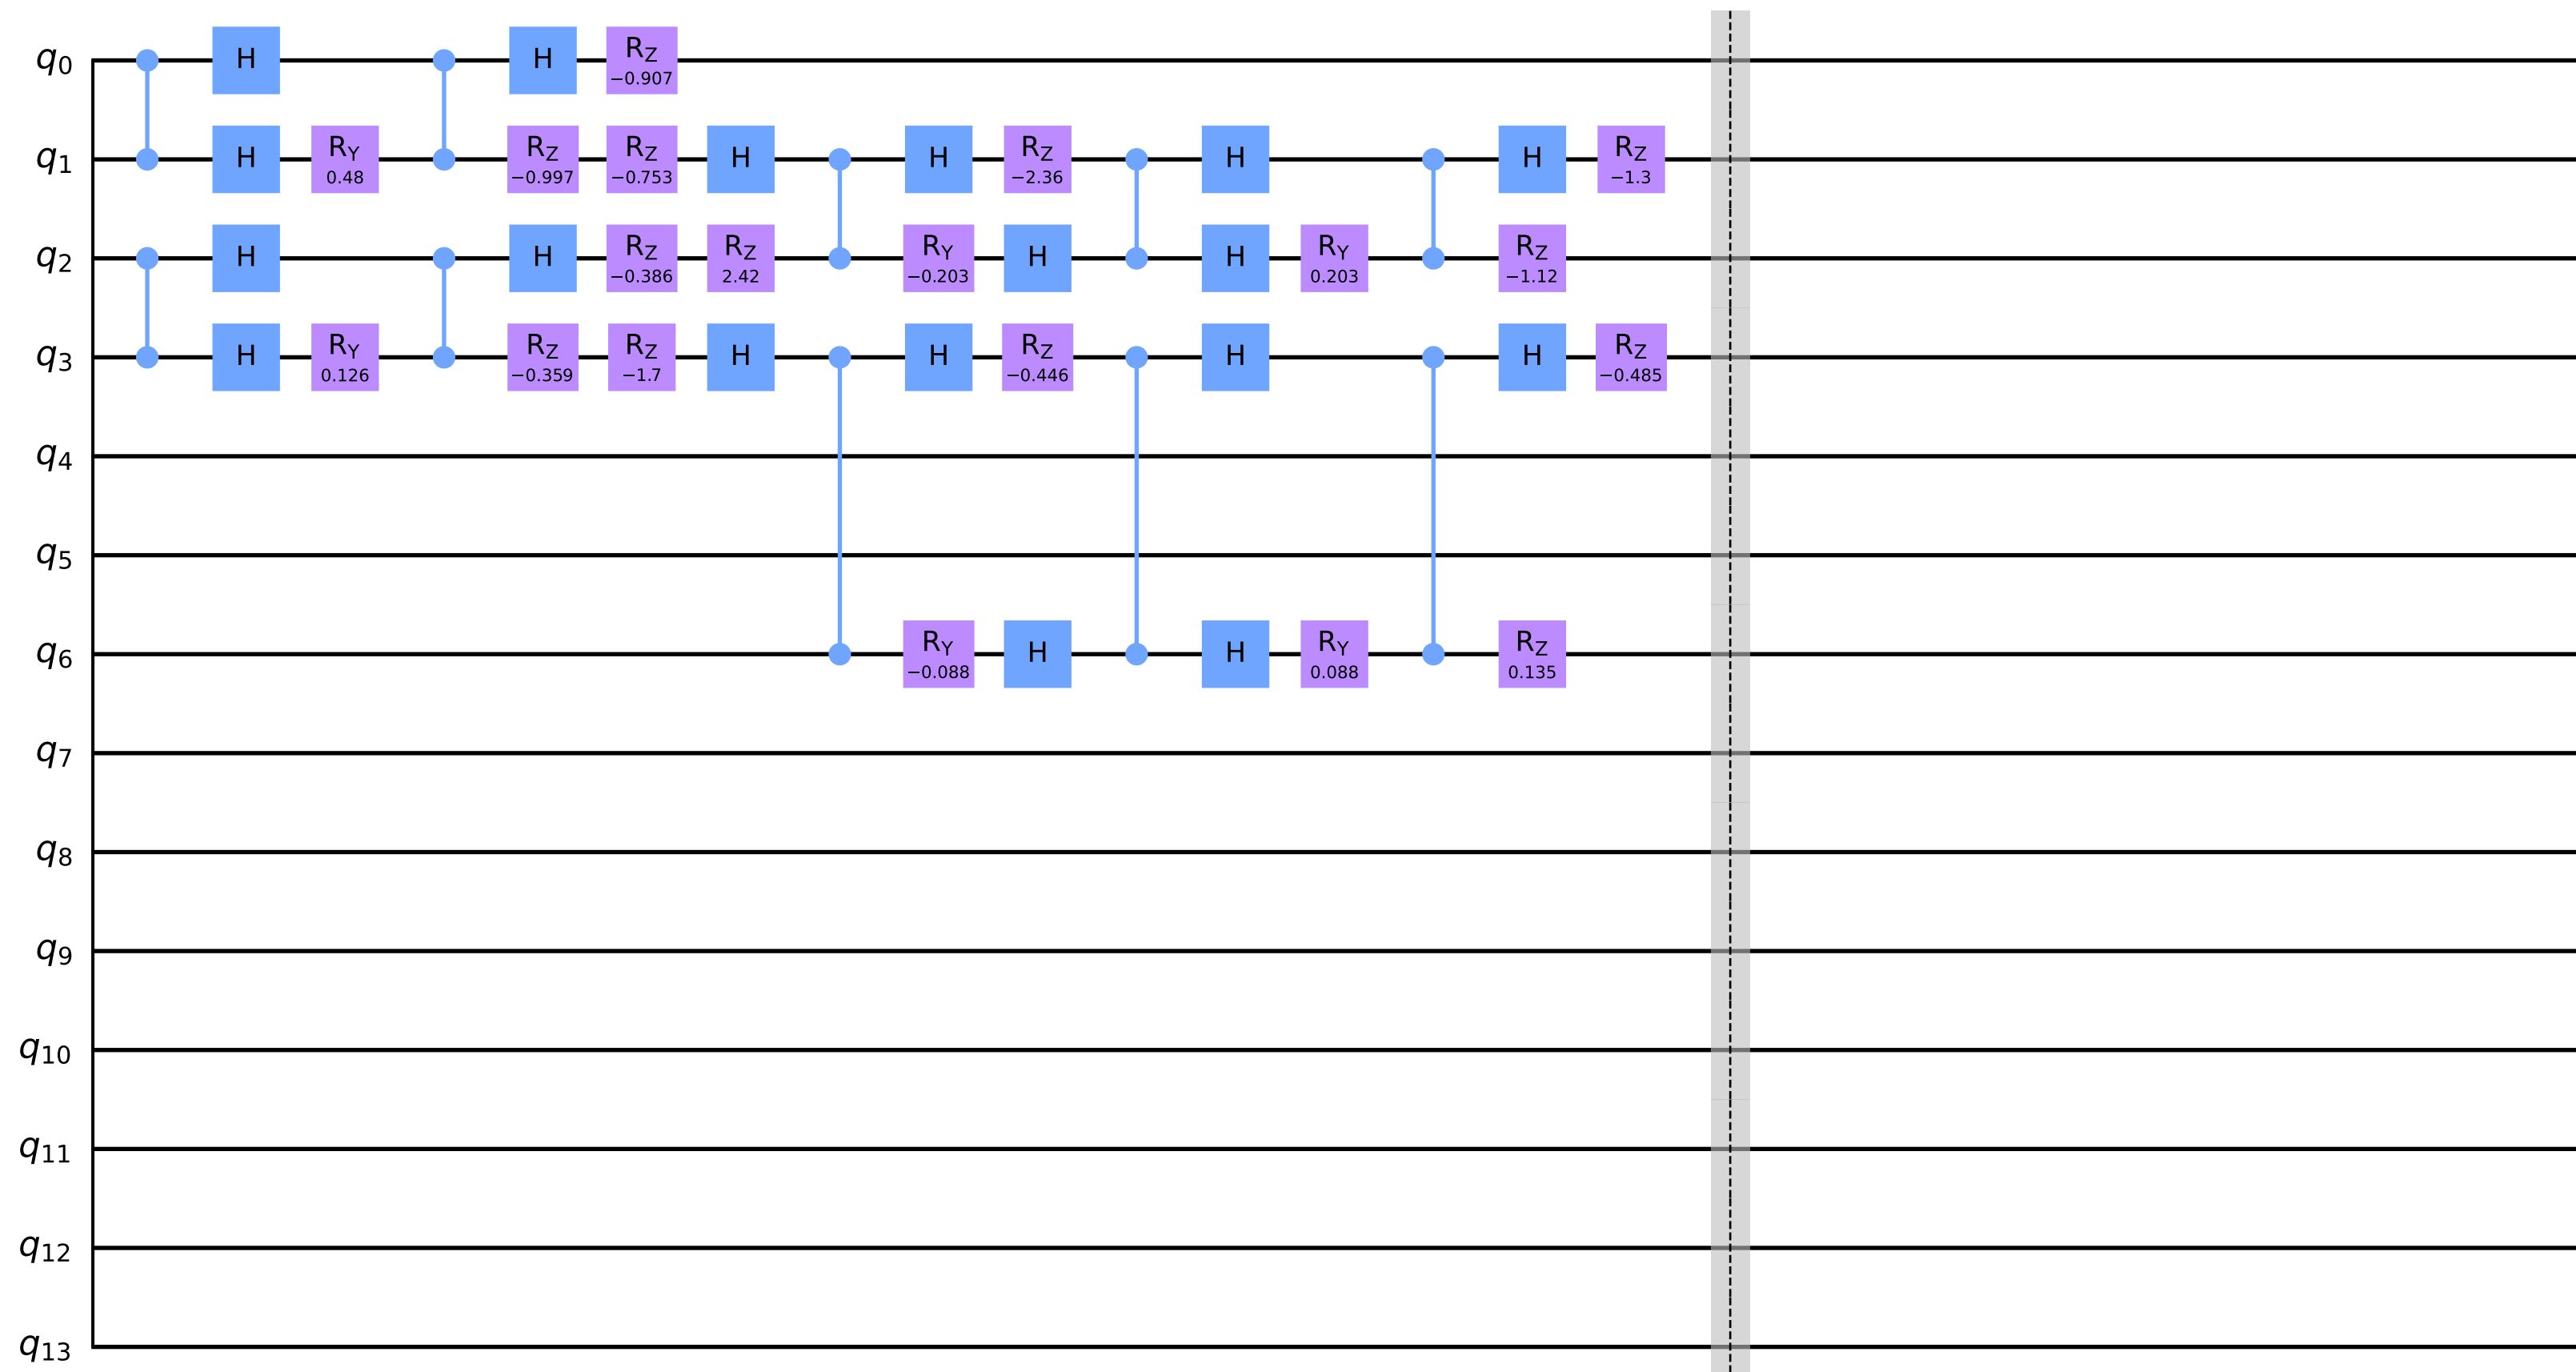 q0 H H RZ −0.907
q1 H RY 0.48 RZ −0.997 RZ −0.753 H H RZ −2.36 H H RZ −1.3
q2 H H RZ −0.386 RZ 2.42 RY −0.203 H H RY 0.203 RZ −1.12
q3 H RY 0.126 RZ −0.359 RZ −1.7 H H RZ −0.446 H H RZ −0.485
q4
q5
q6 RY −0.088 H H RY 0.088 RZ 0.135
q7
q8
q9
q10
q11
q12
q13